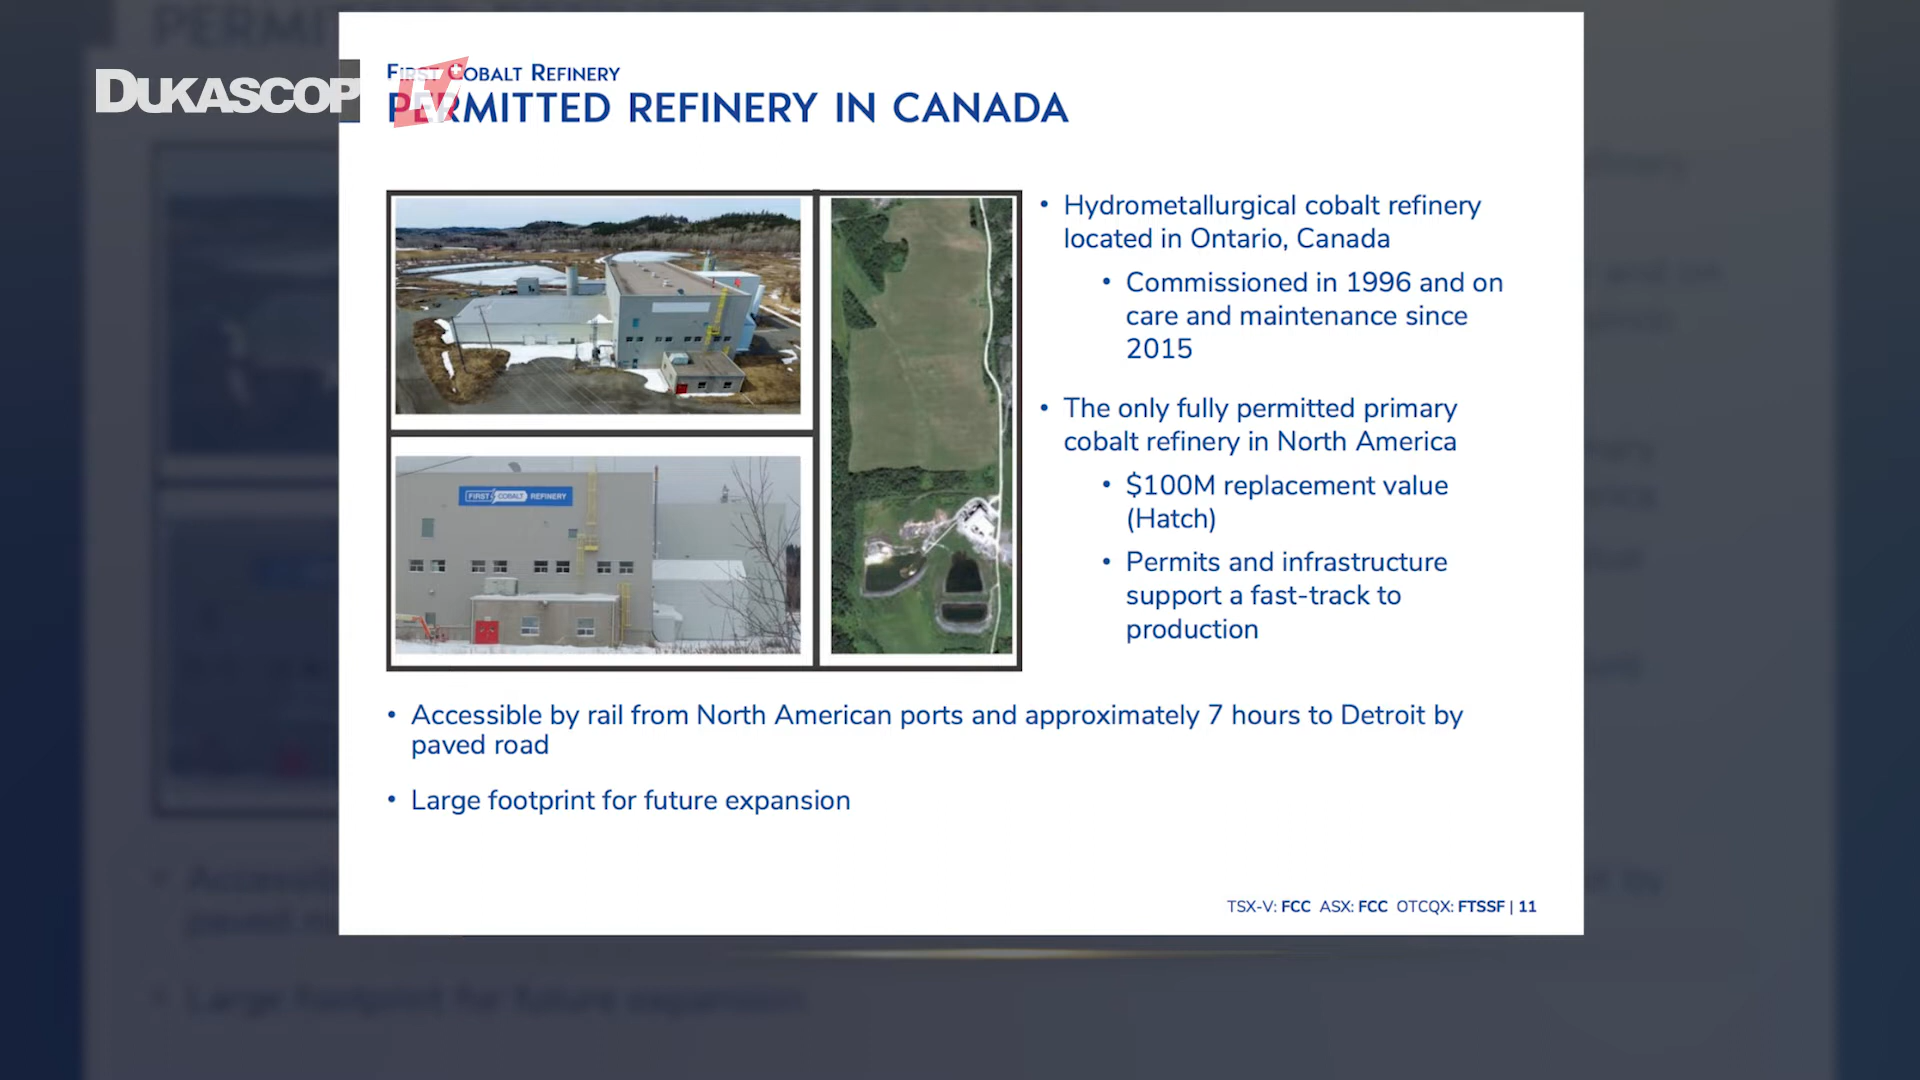 DUKASCOPY TV
FIRST COBALT REFINERY
PERMITTED REFINERY IN CANADA
• Hydrometallurgical cobalt refinery
located in Ontario, Canada
• Commissioned in 1996 and on
care and maintenance since
2015
• The only fully permitted primary
cobalt refinery in North America
• $100M replacement value
(Hatch)
• Permits and infrastructure
support a fast-track to
production
FIRST COBALT REFINERY
• Accessible by rail from North American ports and approximately 7 hours to Detroit by
paved road
• Large footprint for future expansion
TSX-V: FCC ASX: FCC OTCQX: FTSSF | 11